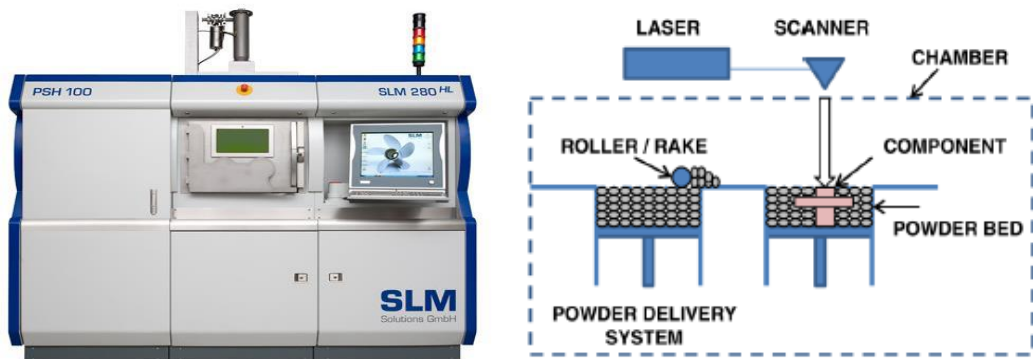 PSH 100
SLM 280 HL
SLM
SLM
Solutions GmbH
LASER
SCANNER
CHAMBER
ROLLER / RAKE
COMPONENT
POWDER BED
POWDER DELIVERY
SYSTEM